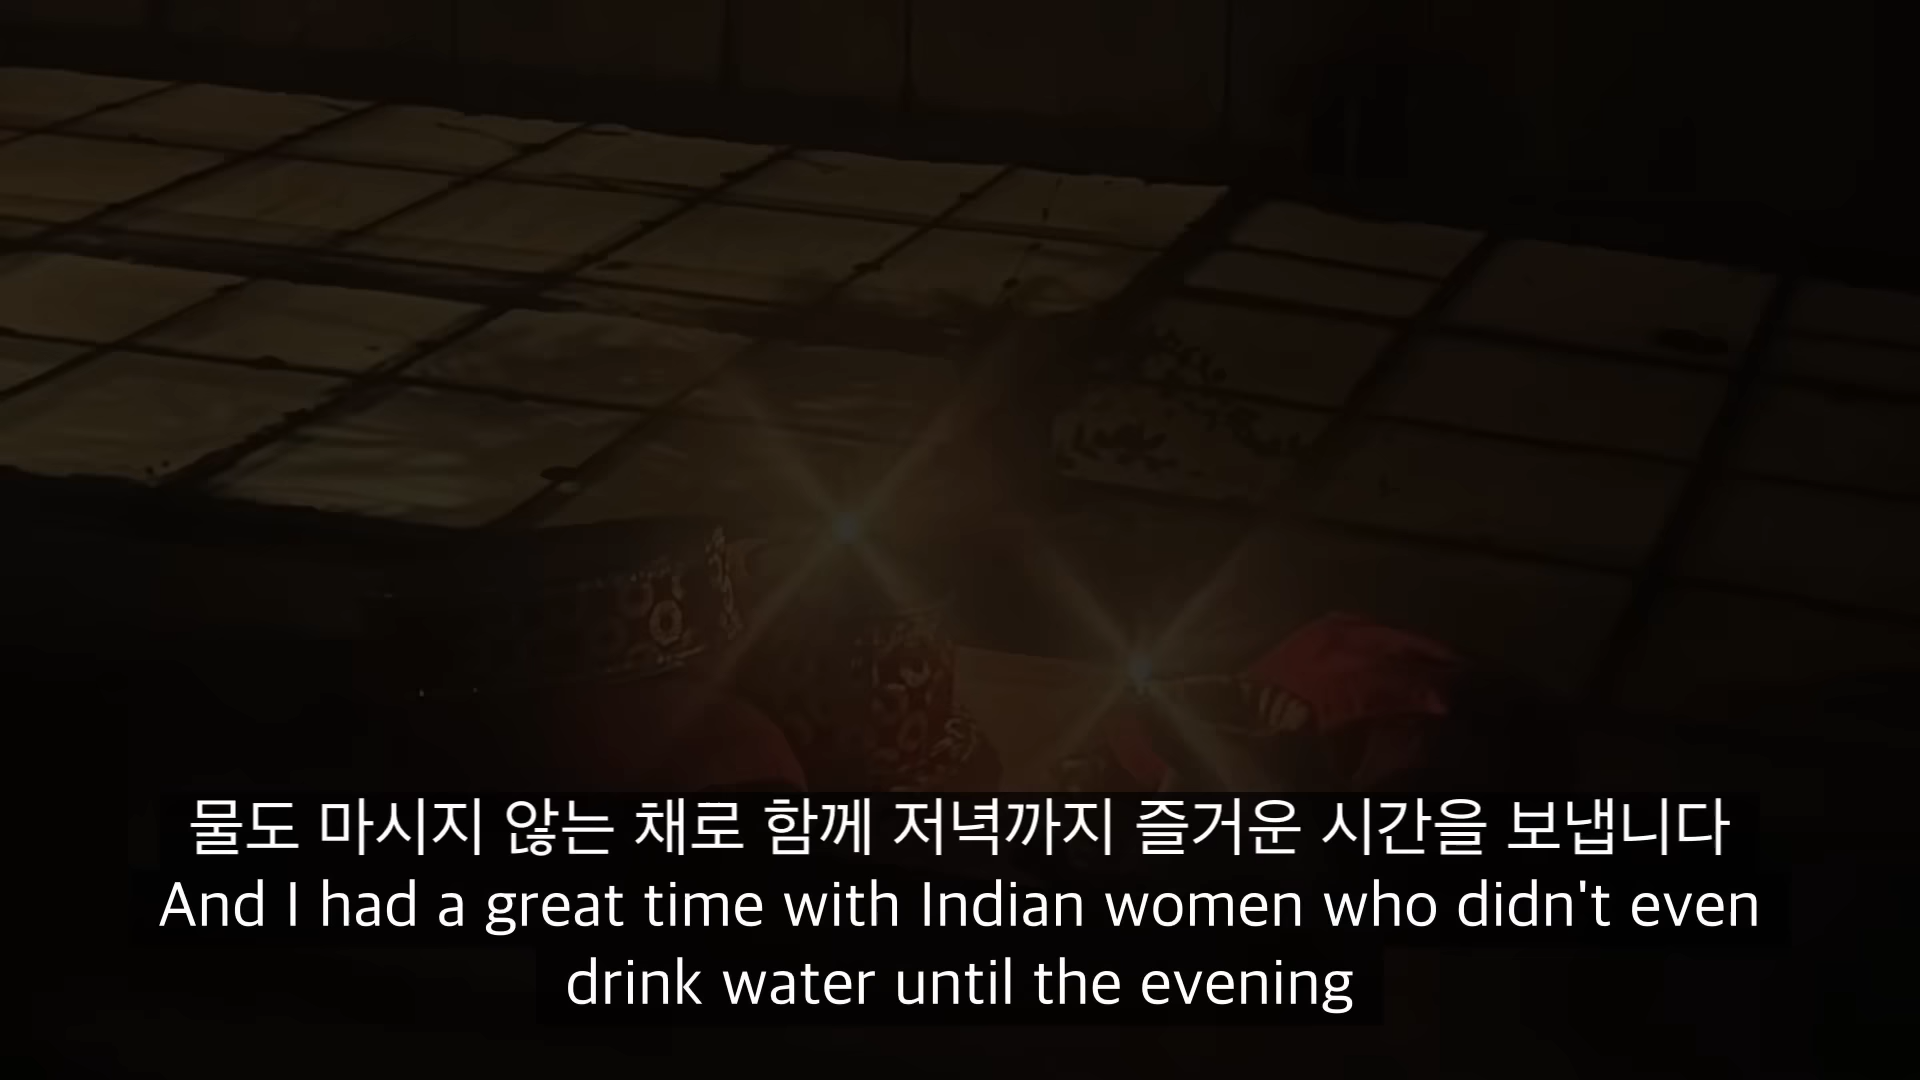 물도 마시지 않는 채로 함께 저녁까지 즐거운 시간을 보냅니다
And I had a great time with Indian women who didn't even
drink water until the evening